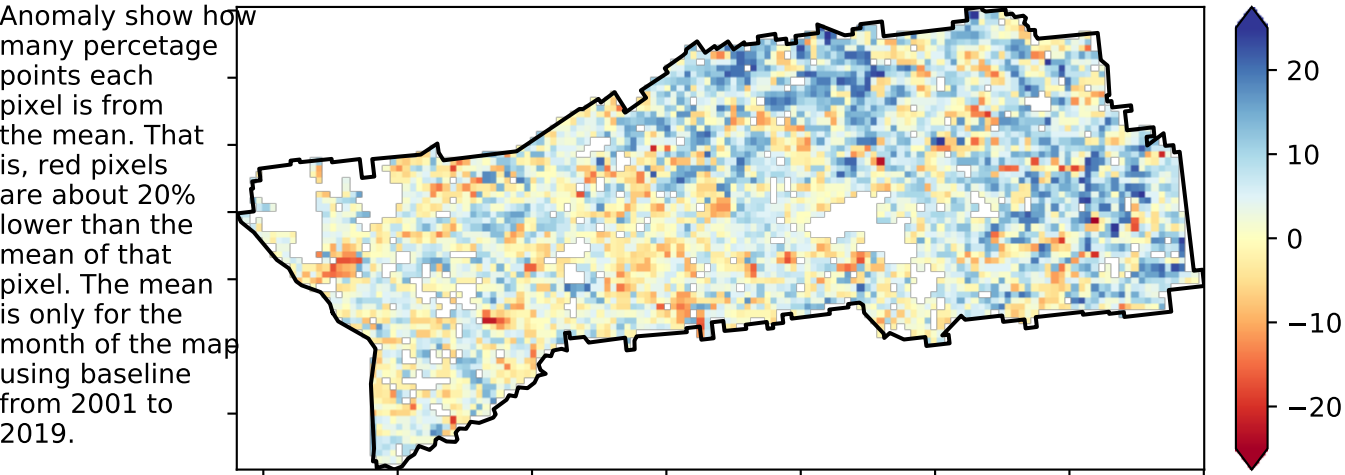 Anomaly show how
many percetage
points each
pixel is from
the mean. That
is, red pixels
are about 20%
lower than the
mean of that
pixel. The mean
is only for the
month of the map
using baseline
from 2001 to
2019.
20
10
0
−10
−20